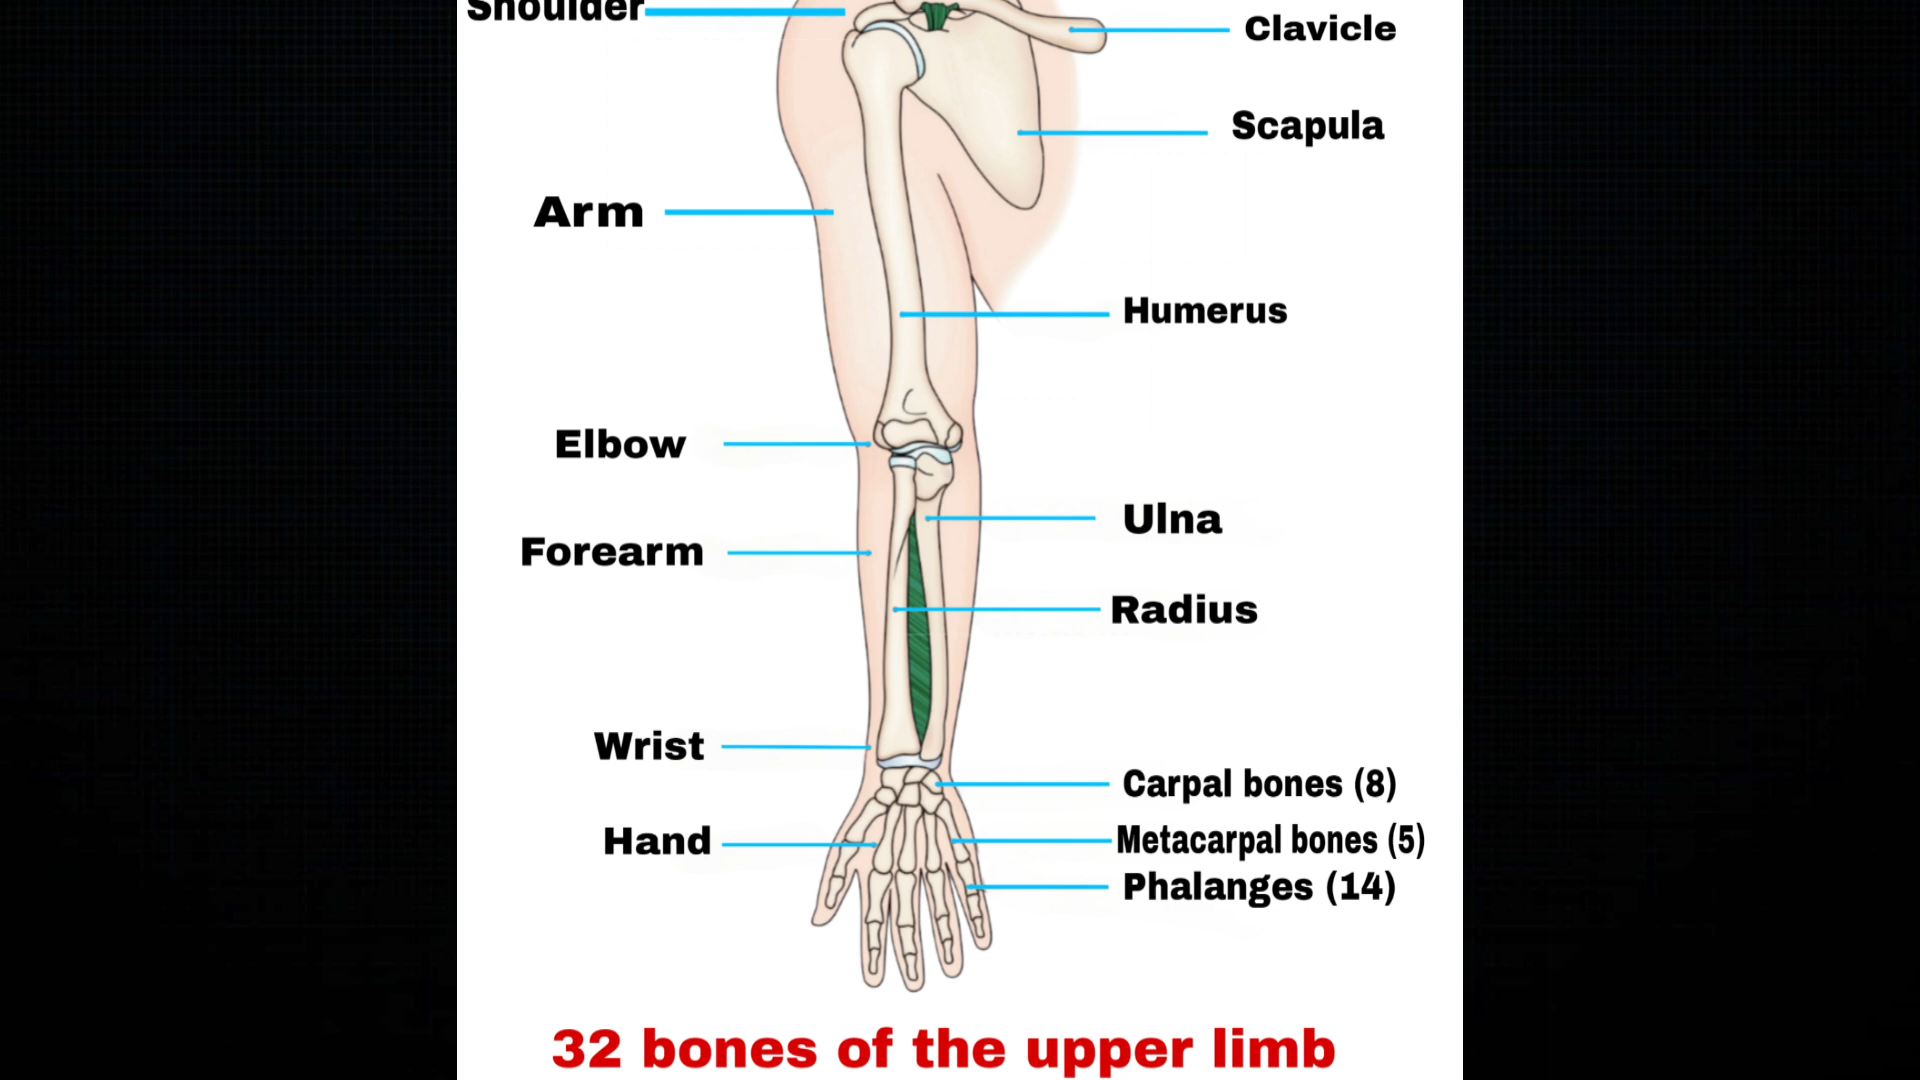 Shoulder
Clavicle
Scapula
Arm
Humerus
Elbow
Ulna
Forearm
Radius
Wrist
Carpal bones (8)
Hand
Metacarpal bones (5)
Phalanges (14)
32 bones of the upper limb